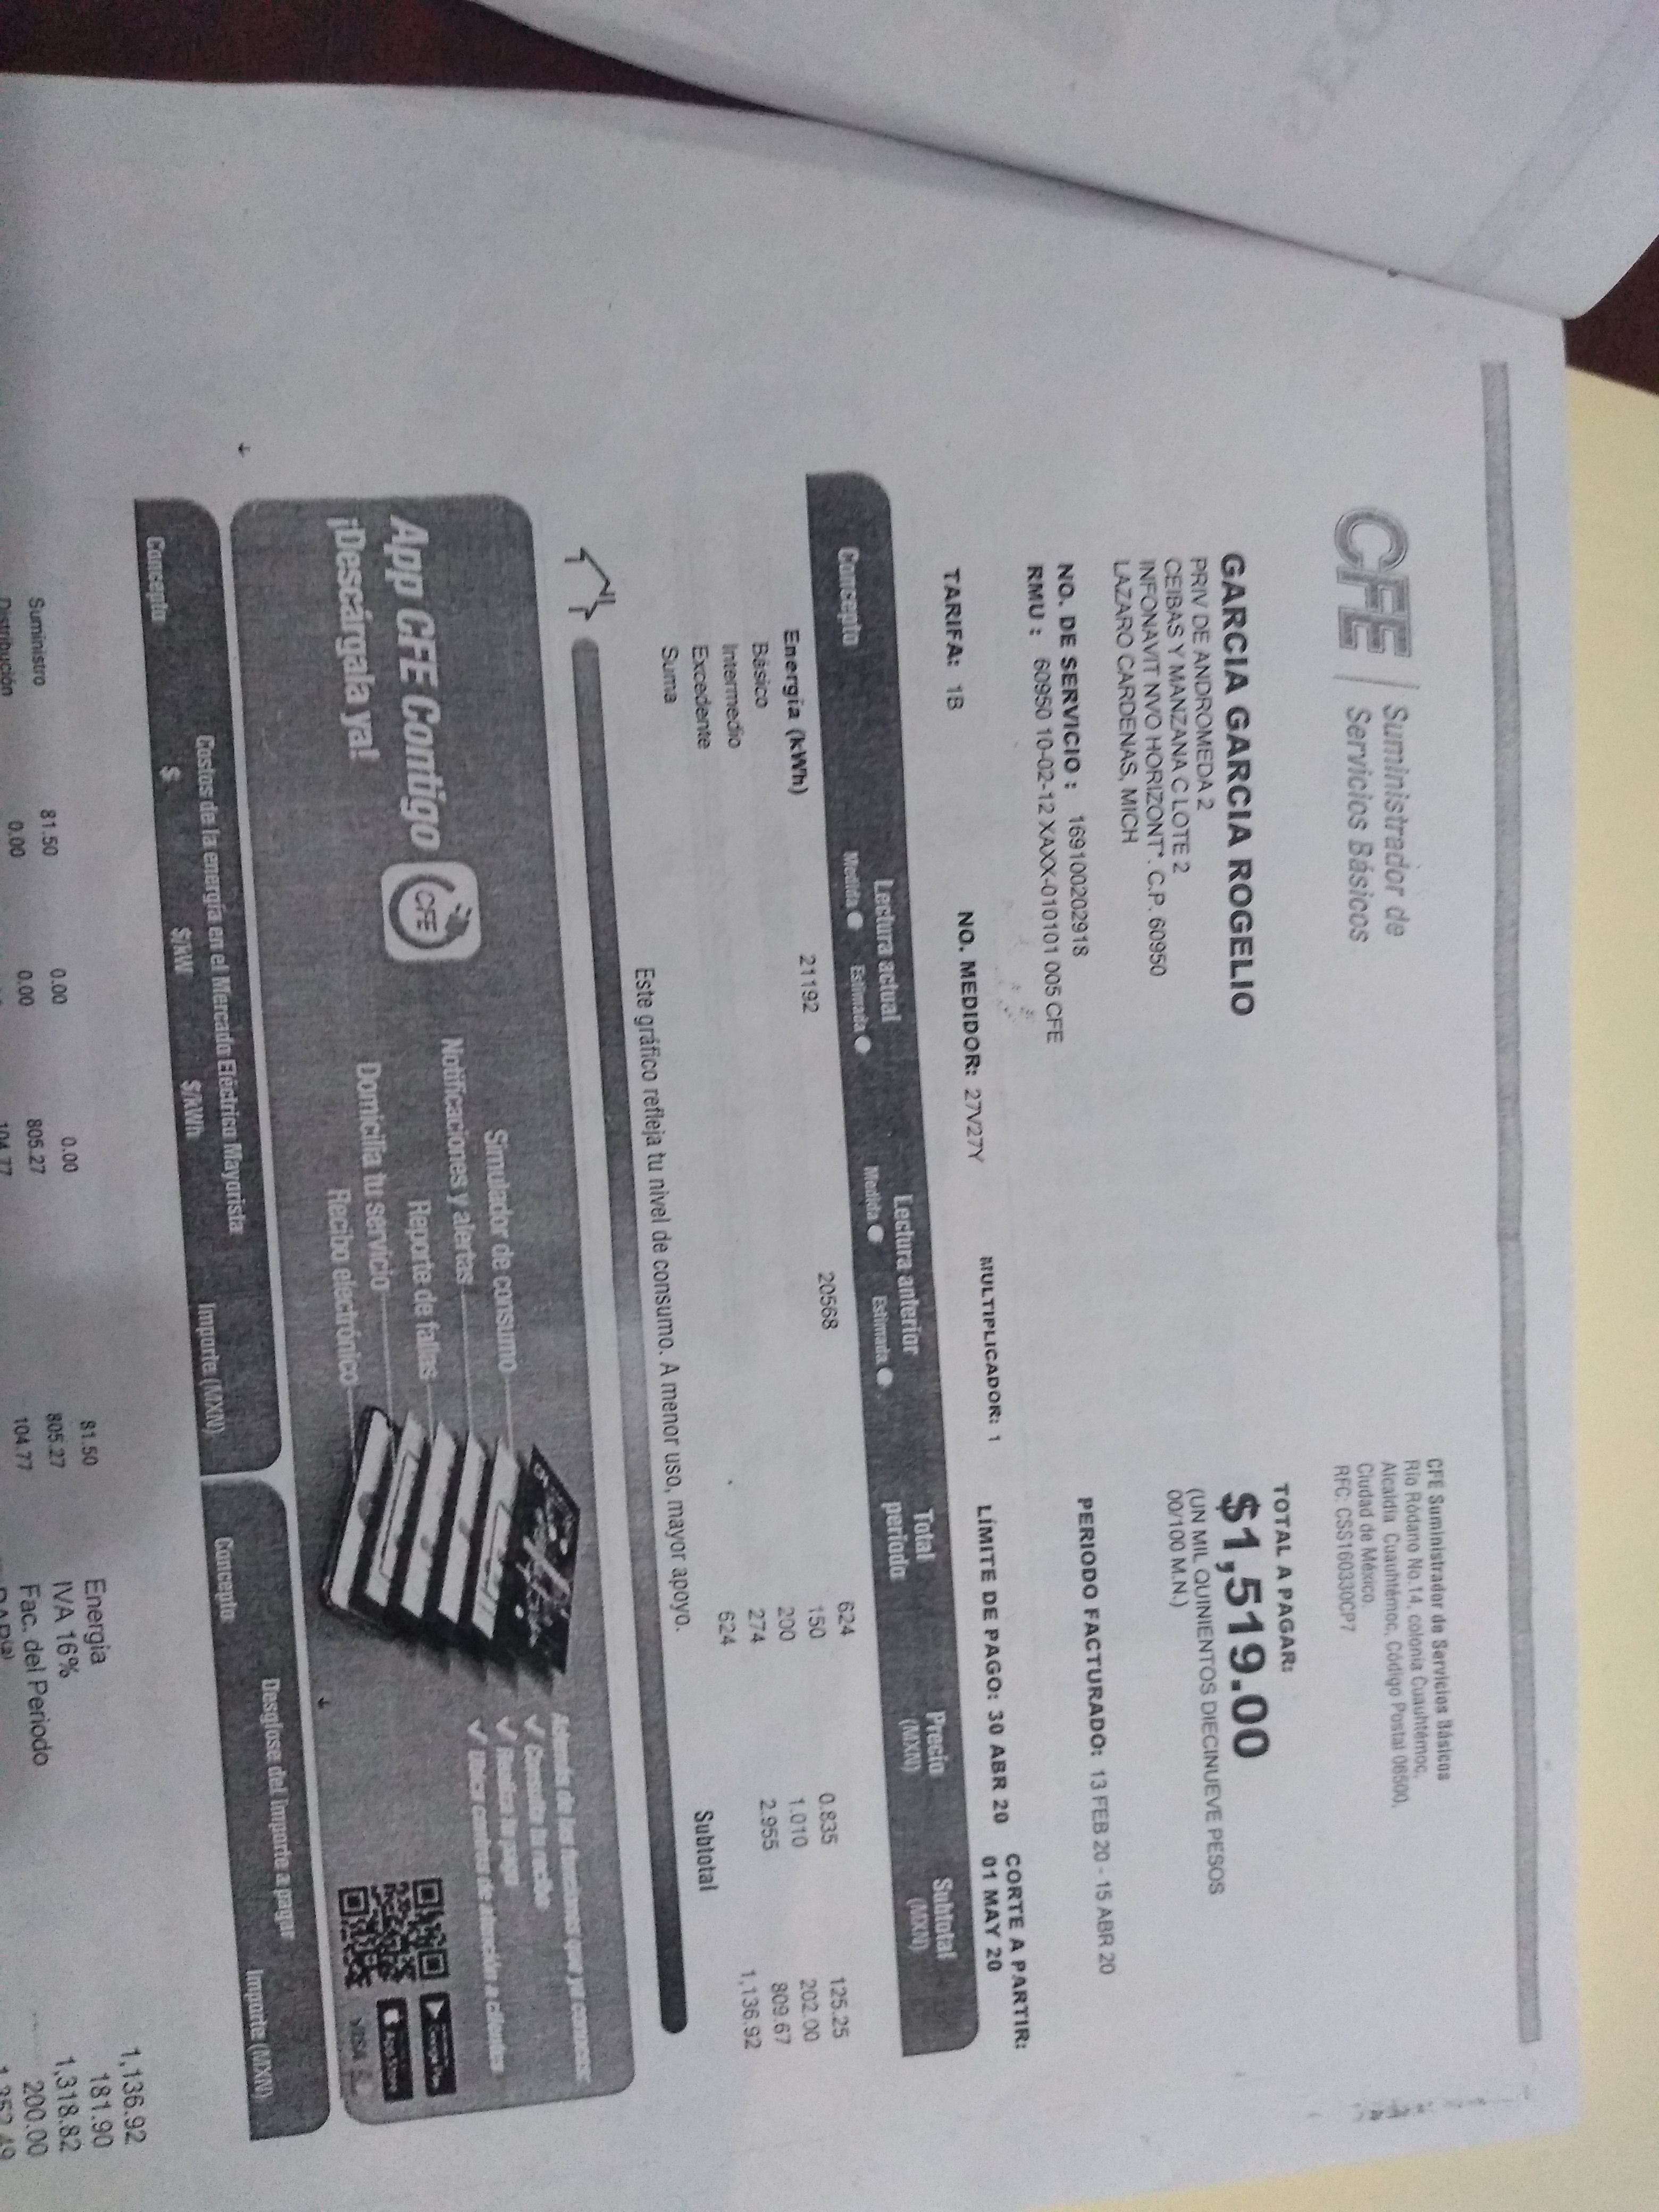 CFE Suministrador de
Servicios Básicos
CFE Suministrador de Servicios Básicos
Río Ródano No.14, colonia Cuauhtémoc,
Alcaldía Cuauhtémoc, Código Postal 06500,
Ciudad de México.
RFC: CSS160330CP7
GARCIA GARCIA ROGELIO
PRIV DE ANDROMEDA 2
CEIBAS Y MANZANA C LOTE 2
INFONAVIT NVO HORIZONT*. C.P. 60950
LAZARO CARDENAS, MICH
TOTAL A PAGAR:
$1,519.00
(UN MIL QUINIENTOS DIECINUEVE PESOS
00/100 M.N.)
NO. DE SERVICIO : 169100202918
RMU : 60950 10-02-12 XAXX-010101 005 CFE
PERIODO FACTURADO: 13 FEB 20 - 15 ABR 20
TARIFA: 1B NO. MEDIDOR: 27V27Y MULTIPLICADOR: 1 LÍMITE DE PAGO: 30 ABR 20 CORTE A PARTIR:
01 MAY 20
Concepto Lectura actual Lectura anterior Total
periodo Precio
(MXN) Subtotal
(MXN)
Medida Estimada Medida Estimada
Energía (kWh) 21192 20568 624
Básico 150 0.835 125.25
Intermedio 200 1.010 202.00
Excedente 274 2.955 809.67
Suma 624 1,136.92
Subtotal
Este gráfico refleja tu nivel de consumo. A menor uso, mayor apoyo.
App CFE Contigo
CFE
¡Descárgala ya!
Simulador de consumo
Notificaciones y alertas
Reporte de fallas
Domicilia tu servicio
Recibo electrónico
Además de las funciones que ya conoces:
Consulta tu recibo
Realiza tu pago
Ubica centros de atención a clientes
Google Play
App Store
VISA
Costos de la energía en el Mercado Eléctrico Mayorista
Concepto $ $/kW $/kWh Importe (MXN)
Suministro 81.50 0.00 0.00 81.50
Distribución 0.00 0.00 805.27 805.27
104.77 104.77
Desglose del importe a pagar
Concepto Importe (MXN)
Energía 1,136.92
IVA 16% 181.90
Fac. del Periodo 1,318.82
DAP(a) 200.00
1,352.49